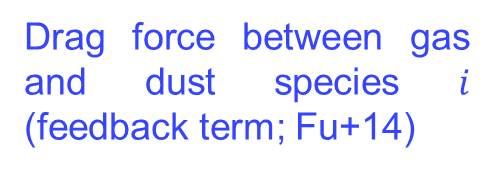 Drag force between gas
and dust species i
(feedback term; Fu+14)